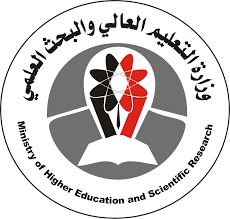 وزارة التعليم العالي والبحث العلمي
Ministry of Higher Education and Scientific Research